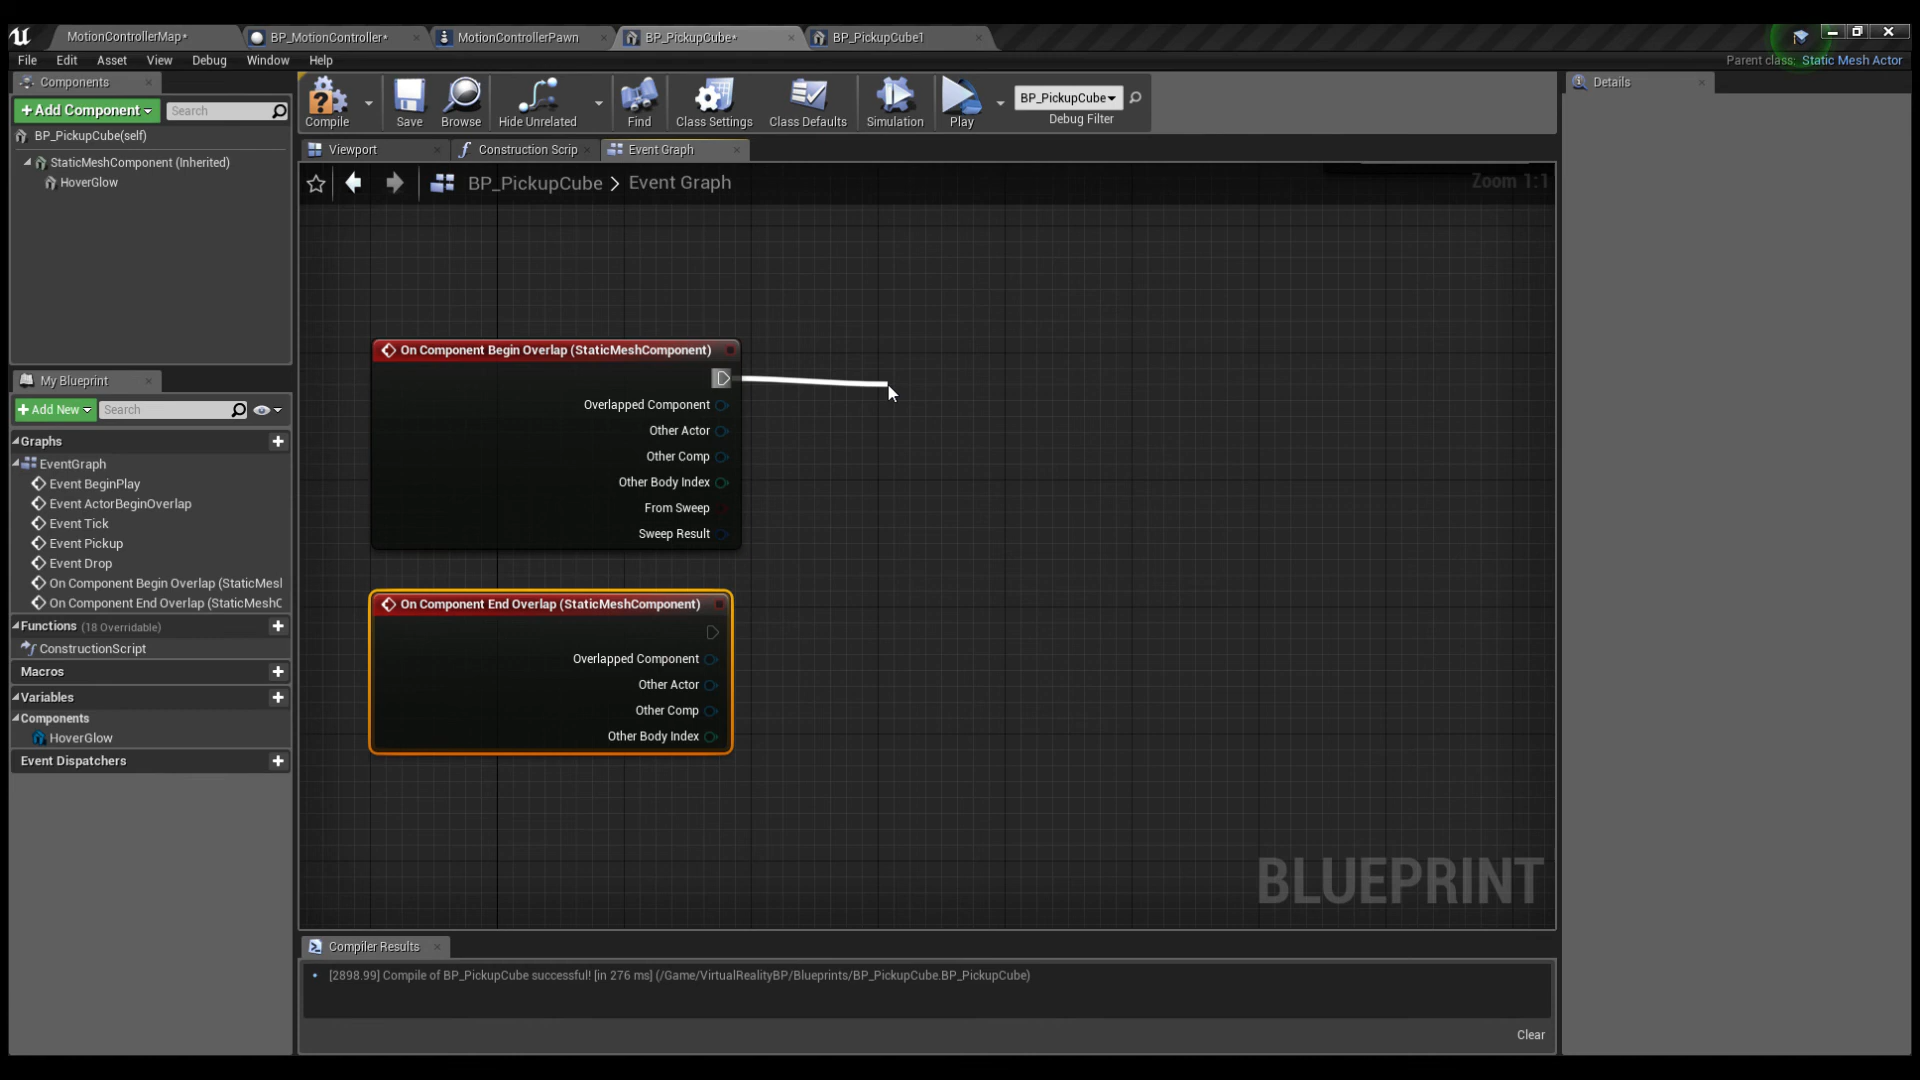 MotionControllerMap*
BP_MotionController*
MotionControllerPawn
BP_PickupCube*
BP_PickupCube1
File Edit Asset View Debug Window Help
Parent class: Static Mesh Actor
Components
+Add Component
Search
BP_PickupCube(self)
StaticMeshComponent (Inherited)
HoverGlow
Compile
Save
Browse
Hide Unrelated
Find
Class Settings
Class Defaults
Simulation
Play
BP_PickupCube
Debug Filter
Details
Viewport
Construction Scrip
Event Graph
BP_PickupCube > Event Graph
Zoom 1:1
My Blueprint
+Add New
Search
Graphs
EventGraph
Event BeginPlay
Event ActorBeginOverlap
Event Tick
Event Pickup
Event Drop
On Component Begin Overlap (StaticMesl
On Component End Overlap (StaticMeshC
Functions (18 Overridable)
ConstructionScript
Macros
Variables
Components
HoverGlow
Event Dispatchers
On Component Begin Overlap (StaticMeshComponent)
Overlapped Component
Other Actor
Other Comp
Other Body Index
From Sweep
Sweep Result
On Component End Overlap (StaticMeshComponent)
Overlapped Component
Other Actor
Other Comp
Other Body Index
BLUEPRINT
Compiler Results
[2898.99] Compile of BP_PickupCube successful! [in 276 ms] (/Game/VirtualRealityBP/Blueprints/BP_PickupCube.BP_PickupCube)
Clear